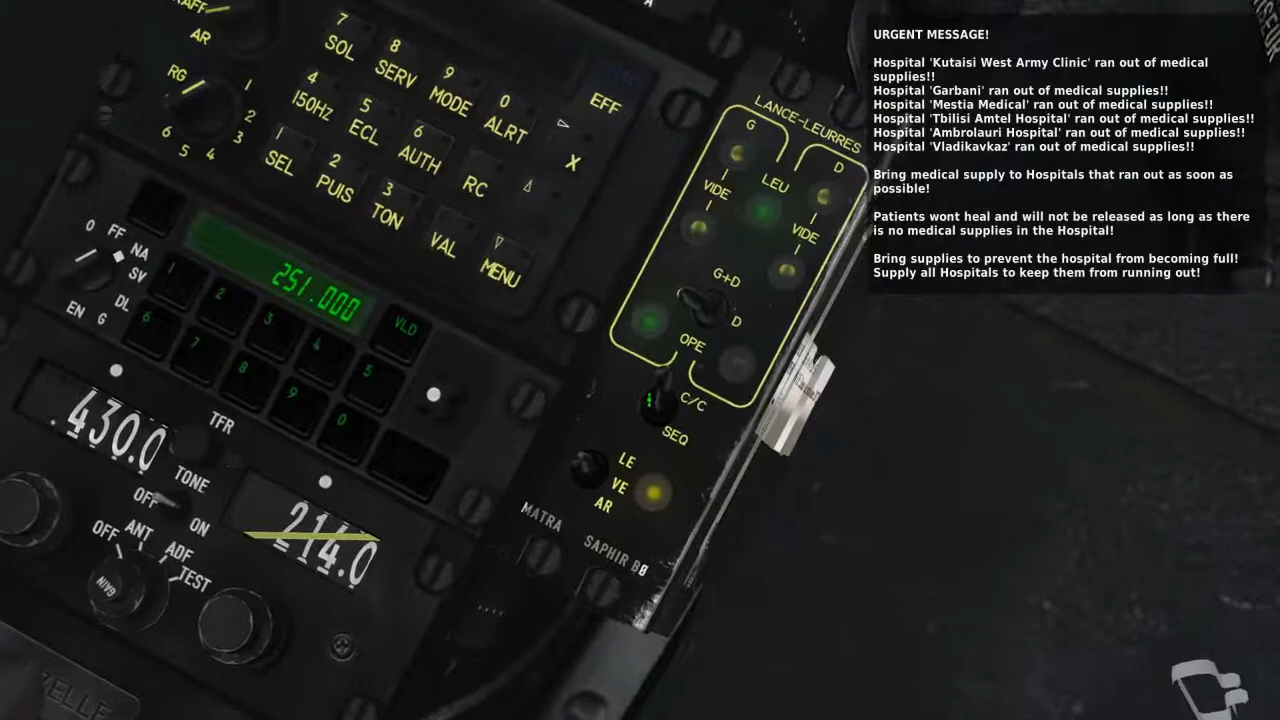 URGENT MESSAGE!
Hospital 'Kutaisi West Army Clinic' ran out of medical
supplies!!
Hospital 'Garbani' ran out of medical supplies!!
Hospital 'Mestia Medical' ran out of medical supplies!!
Hospital 'Tbilisi Amtel Hospital' ran out of medical supplies!!
Hospital 'Ambrolauri Hospital' ran out of medical supplies!!
Hospital 'Vladikavkaz' ran out of medical supplies!!
Bring medical supply to Hospitals that ran out as soon as
possible!
Patients wont heal and will not be released as long as there
is no medical supplies in the Hospital!
Bring supplies to prevent the hospital from becoming full!
Supply all Hospitals to keep them from running out!
AR
RG
1
2
3
4
5
6
7 8 9 0
SOL SERV MODE ALRT EFF
4 5 6
150HZ ECL AUTH RC X
1 2 3
SEL PUIS TON VAL MENU
0 FF NA
SV
DL
G
EN
251.000
1 2 3 4 5
6 7 8 9 0
VLD
430.0
TFR
TONE
OFF
ON
214.0
OFF ANT ADF
TEST
GAIN
LANCE-LEURRES
G D
LEU
VIDE VIDE
G+D
D
OPE
C/C
SEQ
LE
VE
AR
MATRA
SAPHIR